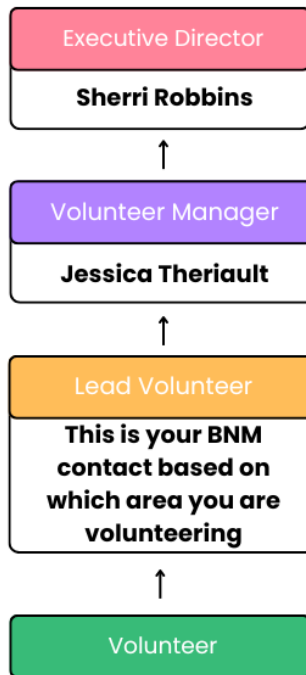 Executive Director
Sherri Robbins
Volunteer Manager
Jessica Theriault
Lead Volunteer
This is your BNM
contact based on
which area you are
volunteering
Volunteer